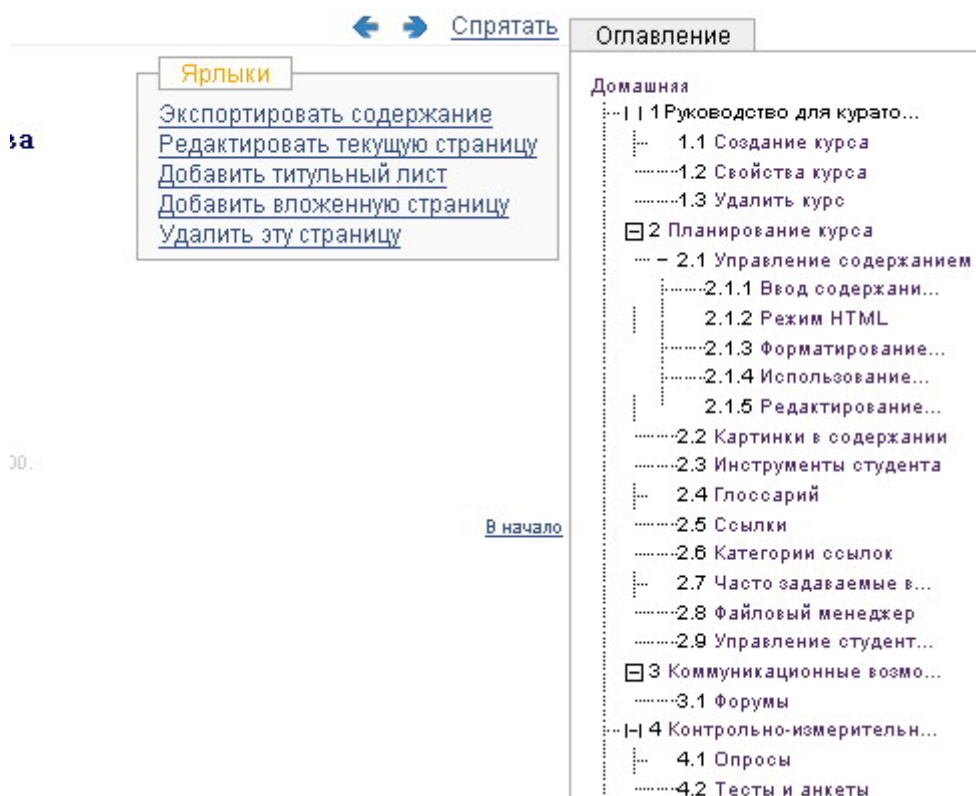 Спрятать
Оглавление
Ярлыки
Экспортировать содержание
Редактировать текущую страницу
Добавить титульный лист
Добавить вложенную страницу
Удалить эту страницу
ва
00.
В начало
Домашняя
1 Руководство для курато...
1.1 Создание курса
1.2 Свойства курса
1.3 Удалить курс
2 Планирование курса
2.1 Управление содержанием
2.1.1 Ввод содержани...
2.1.2 Режим HTML
2.1.3 Форматирование...
2.1.4 Использование...
2.1.5 Редактирование...
2.2 Картинки в содержании
2.3 Инструменты студента
2.4 Глоссарий
2.5 Ссылки
2.6 Категории ссылок
2.7 Часто задаваемые в...
2.8 Файловый менеджер
2.9 Управление студент...
3 Коммуникационные возмо...
3.1 Форумы
4 Контрольно-измерительн...
4.1 Опросы
4.2 Тесты и анкеты